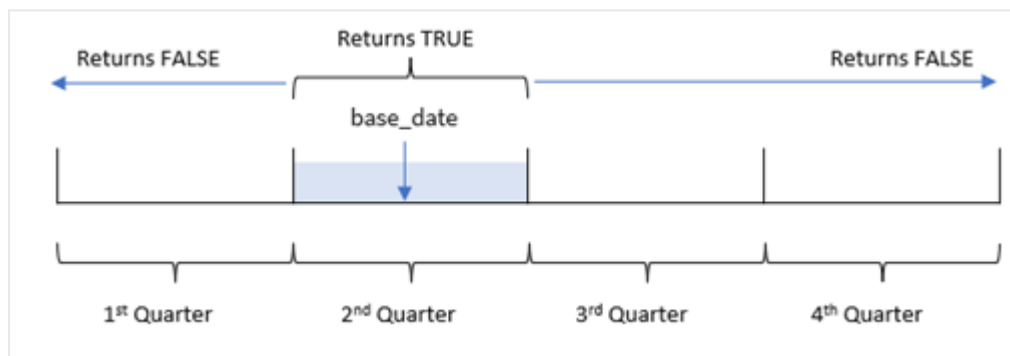 Returns TRUE
Returns FALSE
Returns FALSE
base_date
1st Quarter
2nd Quarter
3rd Quarter
4th Quarter